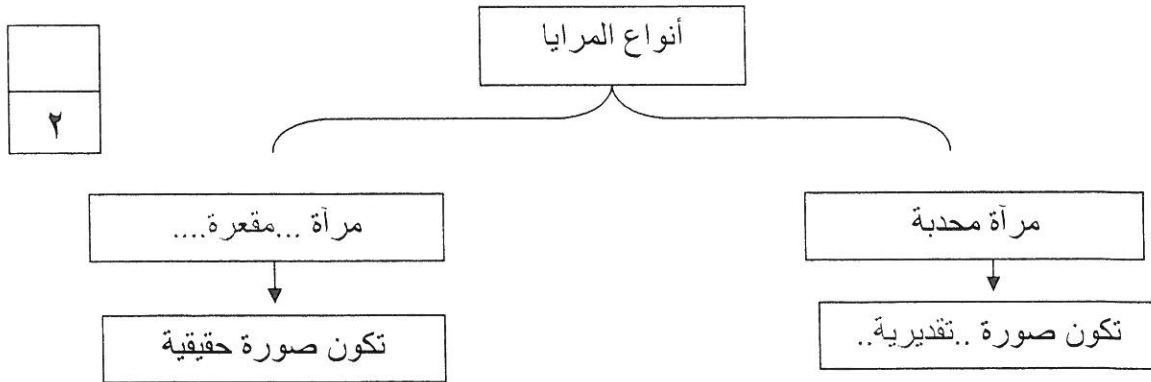 أنواع المرايا
٢
مرآة محدبة
مرآة ...مقعرة....
تكون صورة ..تقديرية..
تكون صورة حقيقية